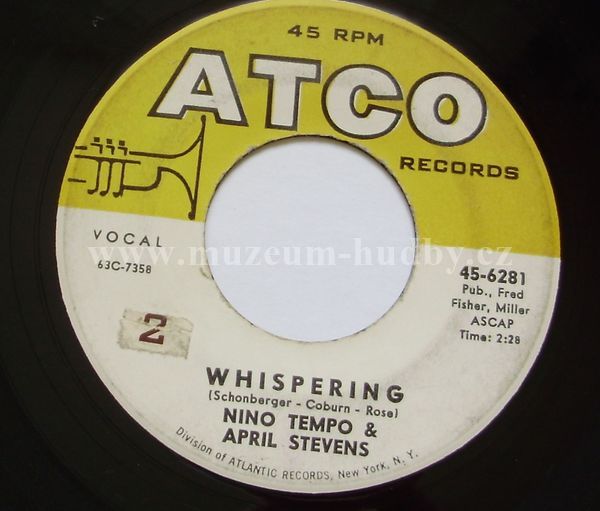 45 RPM
ATCO
RECORDS
VOCAL
63C-7358
www.muzeum-hudby.cz
45-6281
Pub., Fred
Fisher, Miller
ASCAP
Time: 2:28
2
WHISPERING
(Schonberger - Coburn - Rose)
NINO TEMPO &
APRIL STEVENS
Division of ATLANTIC RECORDS, New York, N. Y.